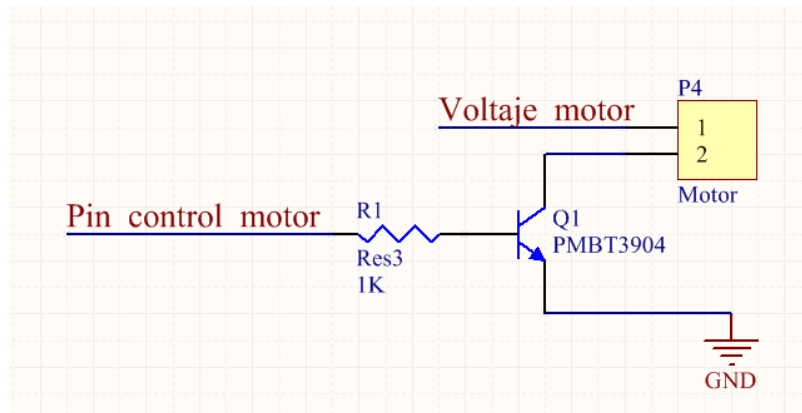 P4
Voltaje motor
1
2
Motor
Pin control motor
R1
Res3
1K
Q1
PMBT3904
GND